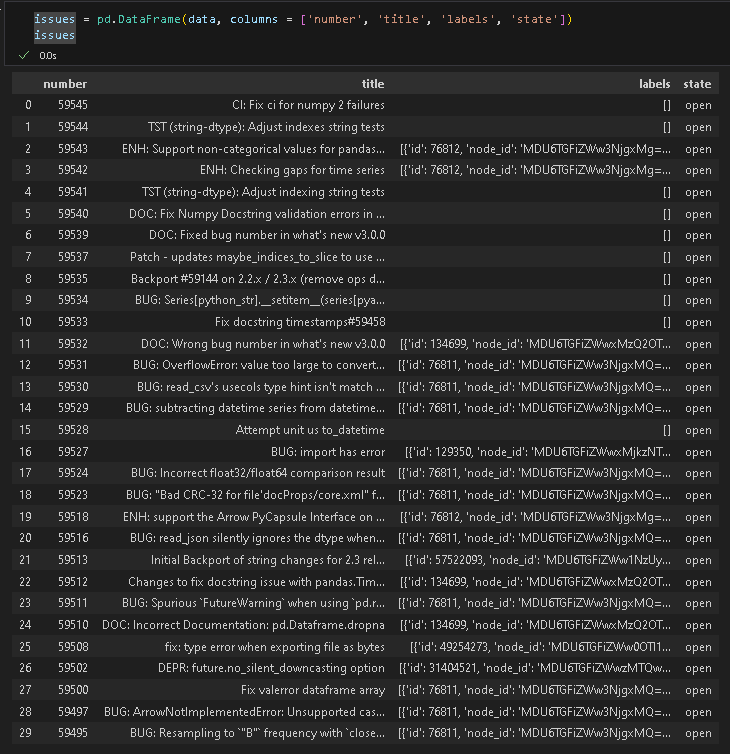 issues = pd.DataFrame(data, columns = ['number', 'title', 'labels', 'state'])
issues
0.0s
number title labels state
0 59545 CI: Fix ci for numpy 2 failures [] open
1 59544 TST (string-dtype): Adjust indexes string tests [] open
2 59543 ENH: Support non-categorical values for pandas... [{'id': 76812, 'node_id': 'MDU6TGFiZWw3NjgxMg=... open
3 59542 ENH: Checking gaps for time series [{'id': 76812, 'node_id': 'MDU6TGFiZWw3NjgxMg=... open
4 59541 TST (string-dtype): Adjust indexing string tests [] open
5 59540 DOC: Fix Numpy Docstring validation errors in ... [] open
6 59539 DOC: Fixed bug number in what's new v3.0.0 [] open
7 59537 Patch - updates maybe_indices_to_slice to use ... [] open
8 59535 Backport #59144 on 2.2.x / 2.3.x (remove ops d... [] open
9 59534 BUG: Series[python_str].__setitem__(series[pya... [] open
10 59533 Fix docstring timestamps#59458 [] open
11 59532 DOC: Wrong bug number in what's new v3.0.0 [{'id': 134699, 'node_id': 'MDU6TGFiZWwxMzQ2OT... open
12 59531 BUG: OverflowError: value too large to convert... [{'id': 76811, 'node_id': 'MDU6TGFiZWw3NjgxMQ=... open
13 59530 BUG: read_csv's usecols type hint isn't match ... [{'id': 76811, 'node_id': 'MDU6TGFiZWw3NjgxMQ=... open
14 59529 BUG: subtracting datetime series from datetime... [{'id': 76811, 'node_id': 'MDU6TGFiZWw3NjgxMQ=... open
15 59528 Attempt unit us to_datetime [] open
16 59527 BUG: import has error [{'id': 129350, 'node_id': 'MDU6TGFiZWwxMjkzNT... open
17 59524 BUG: Incorrect float32/float64 comparison result [{'id': 76811, 'node_id': 'MDU6TGFiZWw3NjgxMQ=... open
18 59523 BUG: "Bad CRC-32 for file'docProps/core.xml" f... [{'id': 76811, 'node_id': 'MDU6TGFiZWw3NjgxMQ=... open
19 59518 ENH: support the Arrow PyCapsule Interface on ... [{'id': 76812, 'node_id': 'MDU6TGFiZWw3NjgxMg=... open
20 59516 BUG: read_json silently ignores the dtype when... [{'id': 76811, 'node_id': 'MDU6TGFiZWw3NjgxMQ=... open
21 59513 Initial Backport of string changes for 2.3 rel... [{'id': 57522093, 'node_id': 'MDU6TGFiZWw1NzUy... open
22 59512 Changes to fix docstring issue with pandas.Tim... [{'id': 134699, 'node_id': 'MDU6TGFiZWwxMzQ2OT... open
23 59511 BUG: Spurious `FutureWarning` when using `pd.r... [{'id': 76811, 'node_id': 'MDU6TGFiZWw3NjgxMQ=... open
24 59510 DOC: Incorrect Documentation: pd.Dataframe.dropna [{'id': 134699, 'node_id': 'MDU6TGFiZWwxMzQ2OT... open
25 59508 fix: type error when exporting file as bytes [{'id': 49254273, 'node_id': 'MDU6TGFiZWw0OTI1... open
26 59502 DEPR: future.no_silent_downcasting option [{'id': 31404521, 'node_id': 'MDU6TGFiZWwzMTQw... open
27 59500 Fix valerror dataframe array [{'id': 76811, 'node_id': 'MDU6TGFiZWw3NjgxMQ=... open
28 59497 BUG: ArrowNotImplementedError: Unsupported cas... [{'id': 76811, 'node_id': 'MDU6TGFiZWw3NjgxMQ=... open
29 59495 BUG: Resampling to `"B"` frequency with `close... [{'id': 76811, 'node_id': 'MDU6TGFiZWw3NjgxMQ=... open